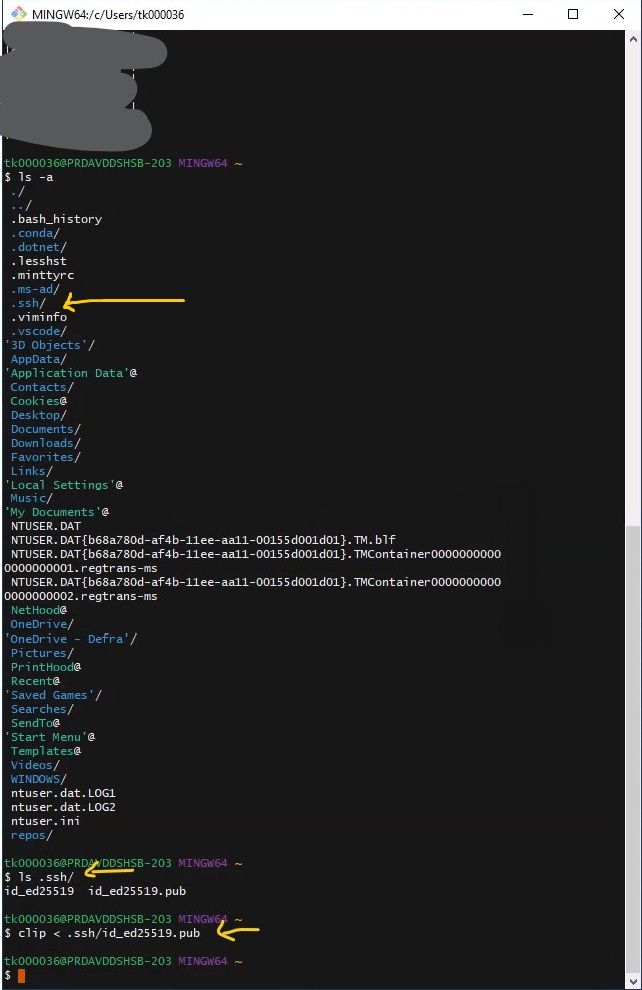 MINGW64:/c/Users/tk000036
tk000036@PRDAVDDSHSB-203 MINGW64 ~
$ ls -a
./
../
.bash_history
.conda/
.dotnet/
.lesshst
.minttyrc
.ms-ad/
.ssh/
.viminfo
.vscode/
'3D Objects'/
AppData/
'Application Data'@
Contacts/
Cookies@
Desktop/
Documents/
Downloads/
Favorites/
Links/
'Local Settings'@
Music/
'My Documents'@
NTUSER.DAT
NTUSER.DAT{b68a780d-af4b-11ee-aa11-00155d001d01}.TM.blf
NTUSER.DAT{b68a780d-af4b-11ee-aa11-00155d001d01}.TMContainer0000000000
0000000001.regtrans-ms
NTUSER.DAT{b68a780d-af4b-11ee-aa11-00155d001d01}.TMContainer0000000000
0000000002.regtrans-ms
NetHood@
OneDrive/
'OneDrive - Defra'/
Pictures/
PrintHood@
Recent@
'Saved Games'/
Searches/
SendTo@
'Start Menu'@
Templates@
Videos/
WINDOWS/
ntuser.dat.LOG1
ntuser.dat.LOG2
ntuser.ini
repos/
tk000036@PRDAVDDSHSB-203 MINGW64 ~
$ ls .ssh/
id_ed25519 id_ed25519.pub
tk000036@PRDAVDDSHSB-203 MINGW64 ~
$ clip < .ssh/id_ed25519.pub
tk000036@PRDAVDDSHSB-203 MINGW64 ~
$